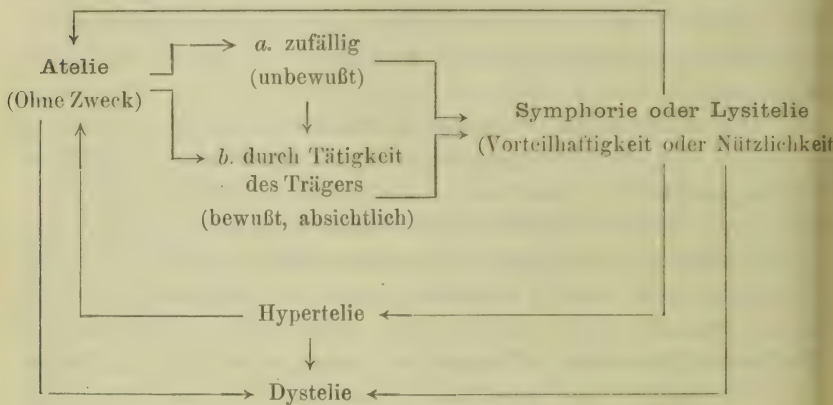 a. zufällig
(unbewußt)
Atelie
(Ohne Zweck)
b. durch Tätigkeit
des Trägers
(bewußt, absichtlich)
Symphorie oder Lysitelie
(Vorteilhaftigkeit oder Nützlichkeit
Hypertelie
Dystelie